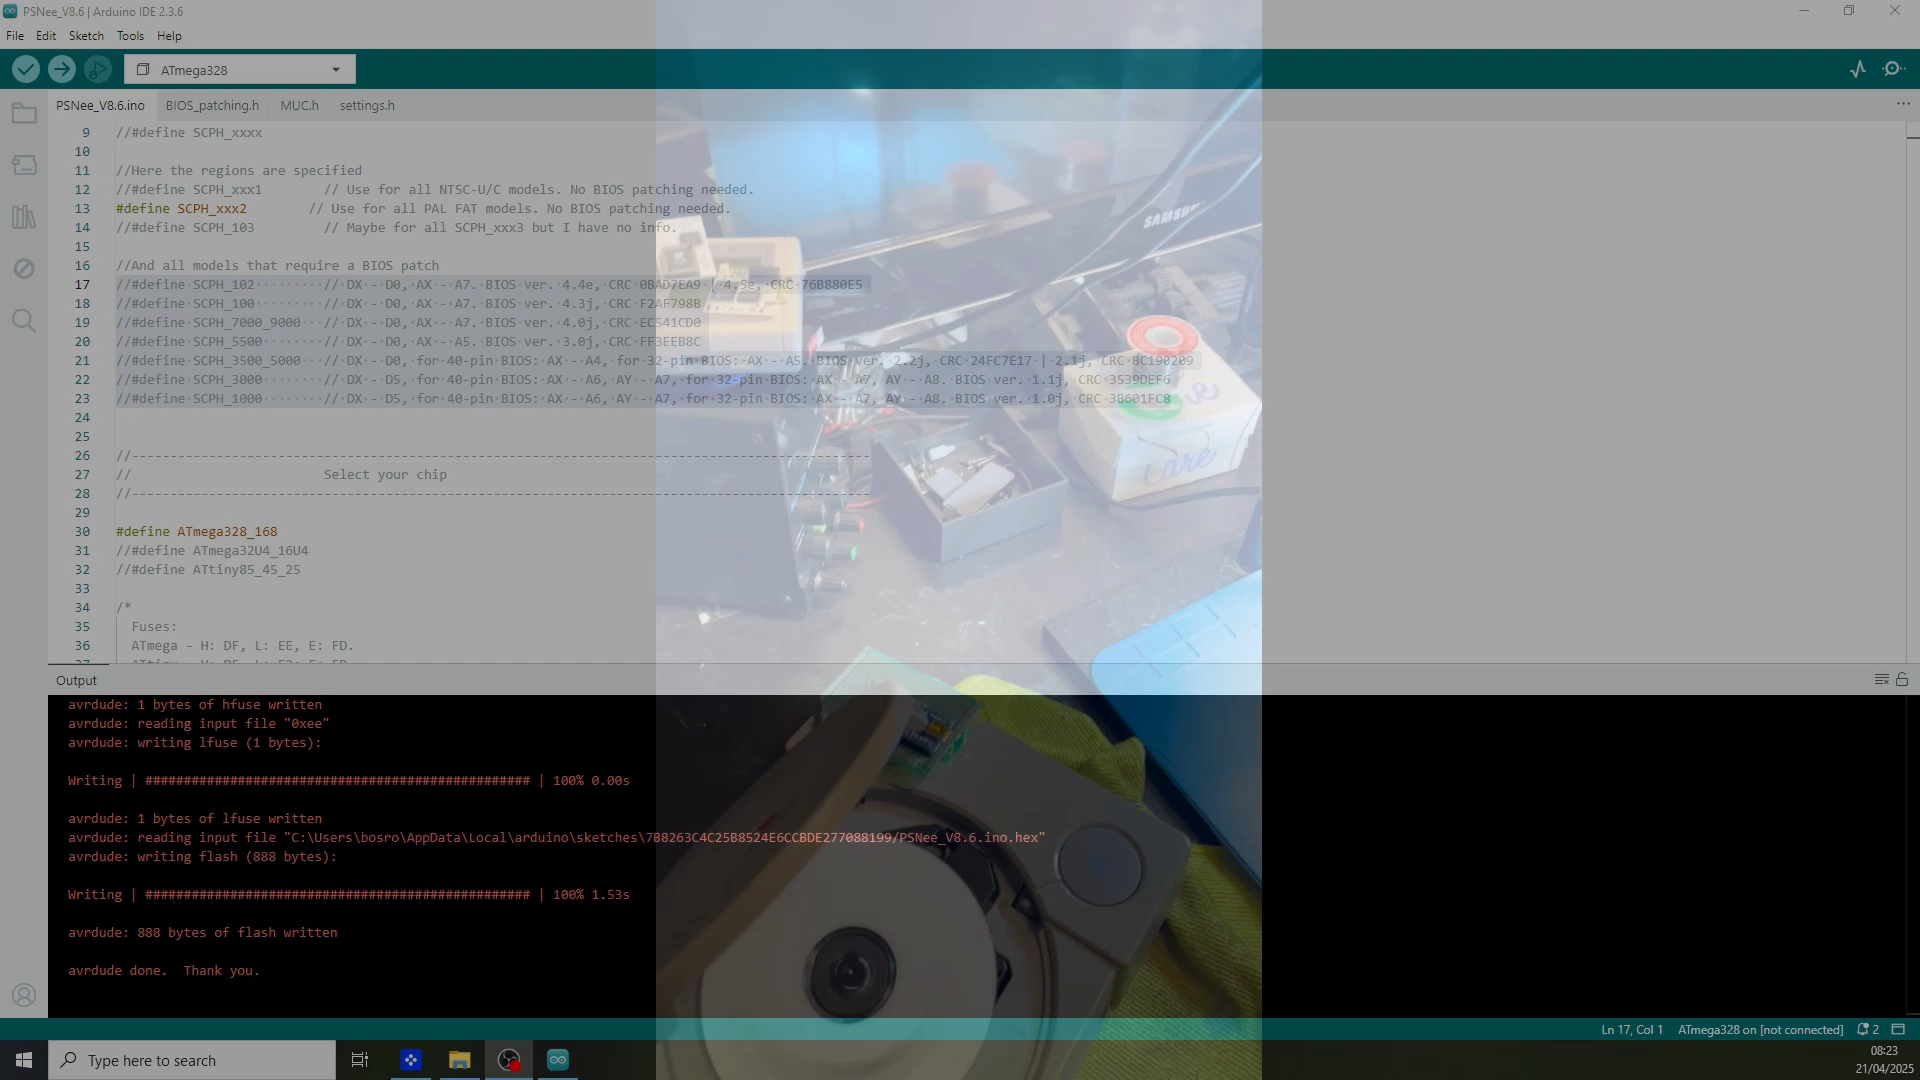 PSNee_V8.6 | Arduino IDE 2.3.6
File Edit Sketch Tools Help
ATmega328
PSNee_V8.6.ino BIOS_patching.h MUC.h settings.h
9 //#define SCPH_xxxx
10
11 //Here the regions are specified
12 //#define SCPH_xxx1 // Use for all NTSC-U/C models. No BIOS patching needed.
13 #define SCPH_xxx2 // Use for all PAL FAT models. No BIOS patching needed.
14 //#define SCPH_103 // Maybe for all SCPH_xxx3 but I have no info.
15
16 //And all models that require a BIOS patch
17 //#define·SCPH_102·········//·DX·-·D0,·AX·-·A7.·BIOS·ver.·4.4e,·CRC·0BAD7EA9·|·4.5e,·CRC·76B880E5
18 //#define·SCPH_100·········//·DX·-·D0,·AX·-·A7.·BIOS·ver.·4.3j,·CRC·F2AF798B
19 //#define·SCPH_7000_9000···//·DX·-·D0,·AX·-·A7.·BIOS·ver.·4.0j,·CRC·EC541CD0
20 //#define·SCPH_5500········//·DX·-·D0,·AX·-·A5.·BIOS·ver.·3.0j,·CRC·FF3EEB8C
21 //#define·SCPH_3500_5000···//·DX·-·D0,·for·40-pin·BIOS:·AX·-·A4,·for·32-pin·BIOS:·AX·-·A5.·BIOS·ver.·2.2j,·CRC·24FC7E17·|·2.1j,·CRC·BC190209
22 //#define·SCPH_3000········//·DX·-·D5,·for·40-pin·BIOS:·AX·-·A6,·AY·-·A7,·for·32-pin·BIOS:·AX·-·A7,·AY·-·A8.·BIOS·ver.·1.1j,·CRC·3539DEF6
23 //#define·SCPH_1000········//·DX·-·D5,·for·40-pin·BIOS:·AX·-·A6,·AY·-·A7,·for·32-pin·BIOS:·AX·-·A7,·AY·-·A8.·BIOS·ver.·1.0j,·CRC·3B601FC8
24
25
26 //------------------------------------------------------------------------------------------------
27 // Select your chip
28 //------------------------------------------------------------------------------------------------
29
30 #define ATmega328_168
31 //#define ATmega32U4_16U4
32 //#define ATtiny85_45_25
33
34 /*
35 Fuses:
36 ATmega - H: DF, L: EE, E: FD.
SAMSUNG
Care
Output
avrdude: 1 bytes of hfuse written
avrdude: reading input file "0xee"
avrdude: writing lfuse (1 bytes):
Writing | ################################################## | 100% 0.00s
avrdude: 1 bytes of lfuse written
avrdude: reading input file "C:\Users\bosro\AppData\Local\arduino\sketches\7B8263C4C25B8524E6CCBDE277088199/PSNee_V8.6.ino.hex"
avrdude: writing flash (888 bytes):
Writing | ################################################## | 100% 1.53s
avrdude: 888 bytes of flash written
avrdude done. Thank you.
Ln 17, Col 1 ATmega328 on [not connected] 2
Type here to search
08:23
21/04/2025